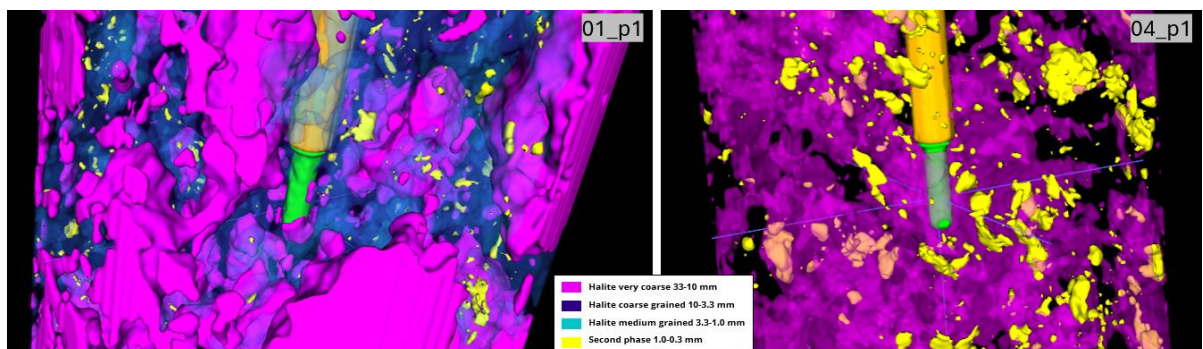 01_p1
04_p1
Halite very coarse 33-10 mm
Halite coarse grained 10-3.3 mm
Halite medium grained 3.3-1.0 mm
Second phase 1.0-0.3 mm